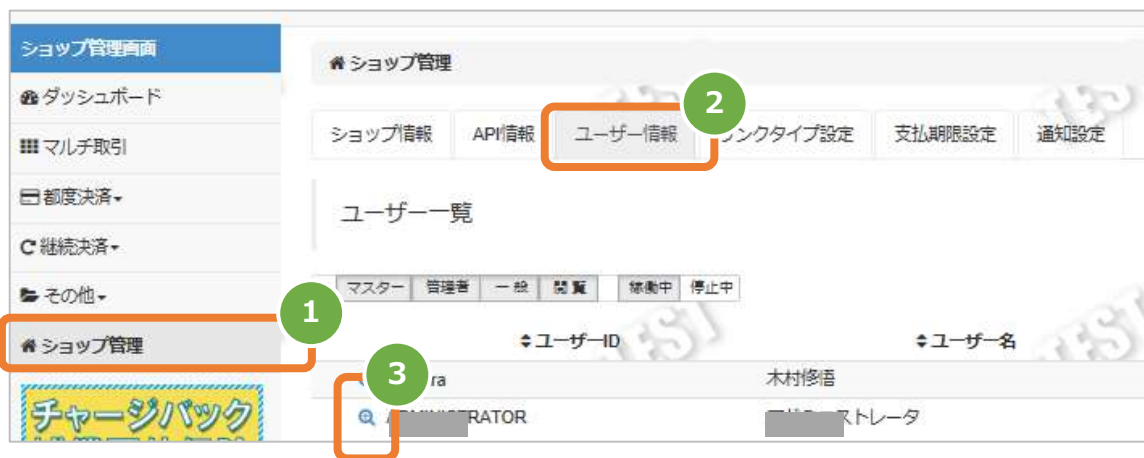 ショップ管理画面
ダッシュボード
マルチ取引
都度決済
継続決済
その他
ショップ管理
チャージバック
1
ショップ管理
2
ショップ情報 API情報 ユーザー情報 ンクタイプ設定 支払期限設定 通知設定
ユーザー一覧
マスター 管理者 一般 閲覧 稼働中 停止中
ユーザーID ユーザー名
3
ra 木村修悟
RATOR ストレータ
TEST
TEST
TEST